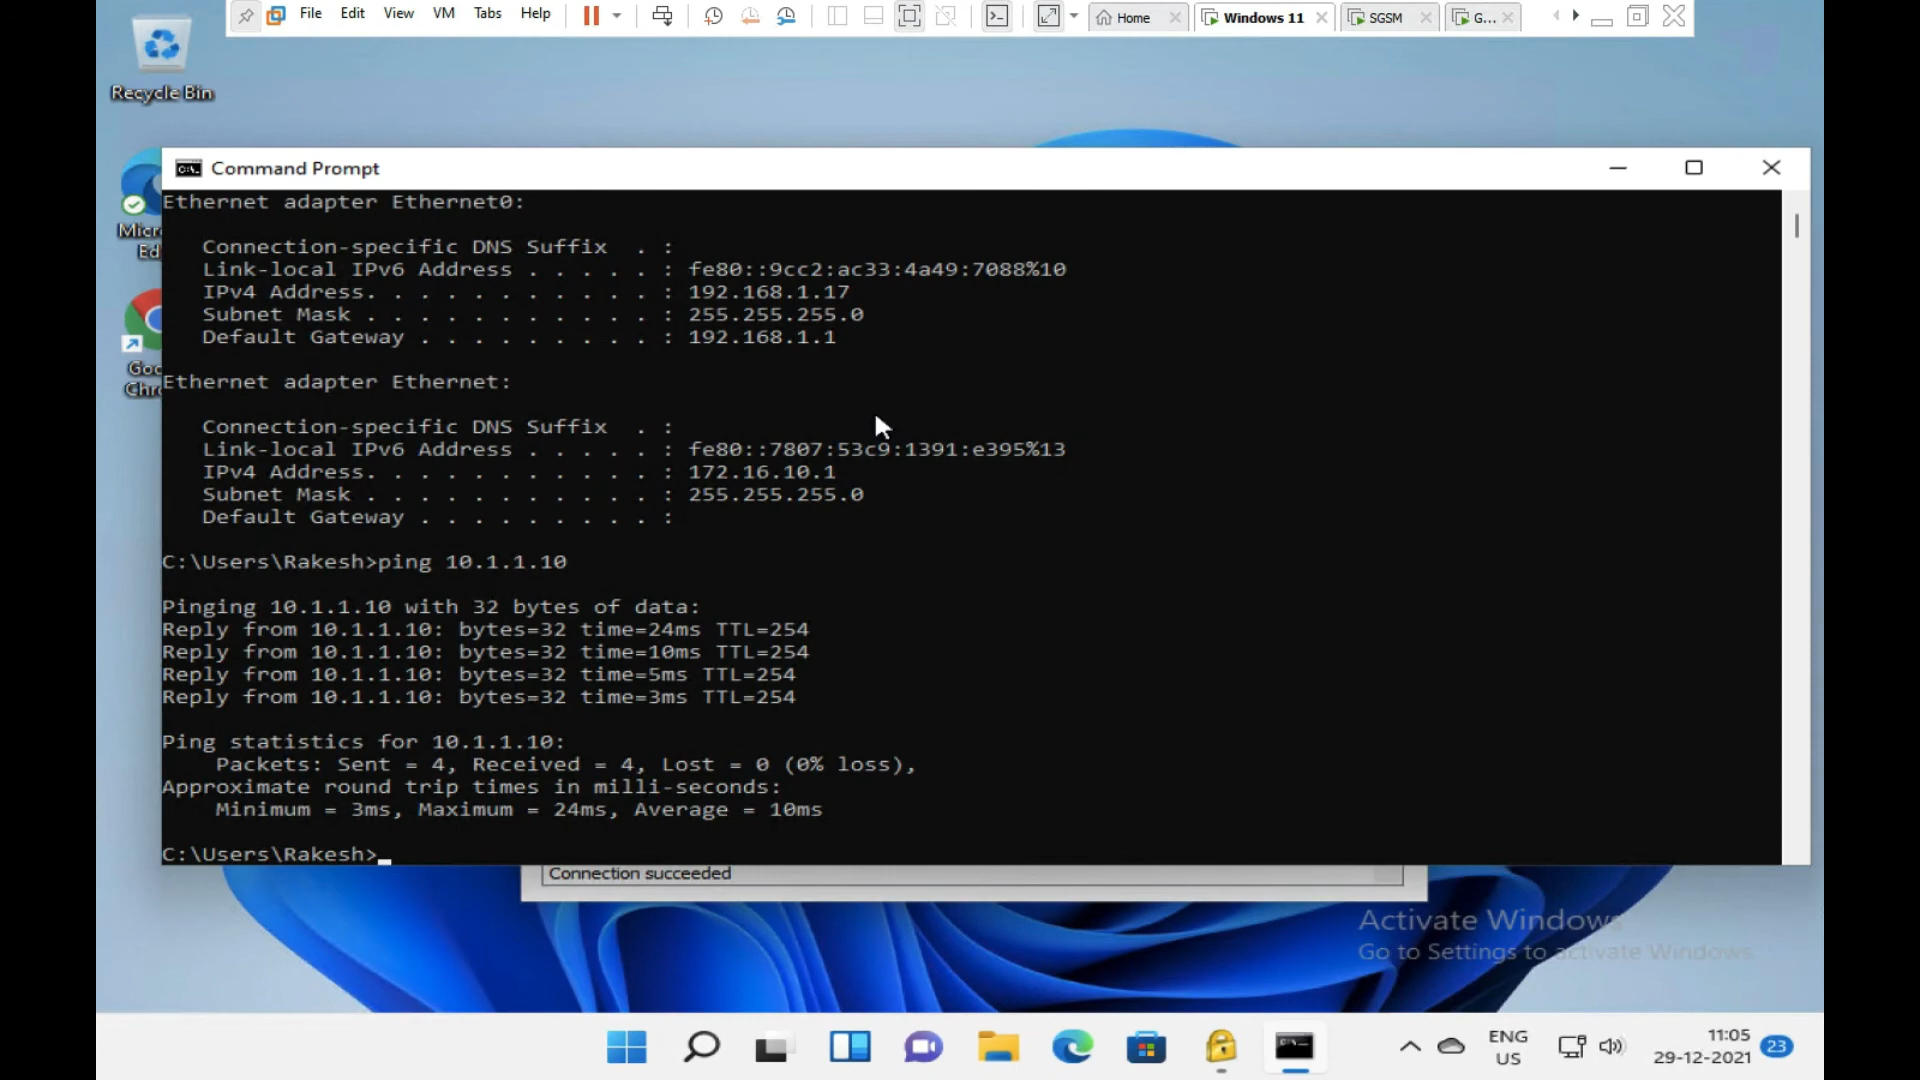 File Edit View VM Tabs Help Home Windows 11 SGSM G...
Recycle Bin
Command Prompt
Ethernet adapter Ethernet0:
Connection-specific DNS Suffix . :
Link-local IPv6 Address . . . . . : fe80::9cc2:ac33:4a49:7088%10
IPv4 Address. . . . . . . . . . . : 192.168.1.17
Subnet Mask . . . . . . . . . . . : 255.255.255.0
Default Gateway . . . . . . . . . : 192.168.1.1
Ethernet adapter Ethernet:
Connection-specific DNS Suffix . :
Link-local IPv6 Address . . . . . : fe80::7807:53c9:1391:e395%13
IPv4 Address. . . . . . . . . . . : 172.16.10.1
Subnet Mask . . . . . . . . . . . : 255.255.255.0
Default Gateway . . . . . . . . . :
C:\Users\Rakesh>ping 10.1.1.10
Pinging 10.1.1.10 with 32 bytes of data:
Reply from 10.1.1.10: bytes=32 time=24ms TTL=254
Reply from 10.1.1.10: bytes=32 time=10ms TTL=254
Reply from 10.1.1.10: bytes=32 time=5ms TTL=254
Reply from 10.1.1.10: bytes=32 time=3ms TTL=254
Ping statistics for 10.1.1.10:
Packets: Sent = 4, Received = 4, Lost = 0 (0% loss),
Approximate round trip times in milli-seconds:
Minimum = 3ms, Maximum = 24ms, Average = 10ms
C:\Users\Rakesh>
Micr
Ed
Goo
Chr
Connection succeeded
Activate Windows
Go to Settings to activate Windows.
ENG
US
11:05
29-12-2021
23